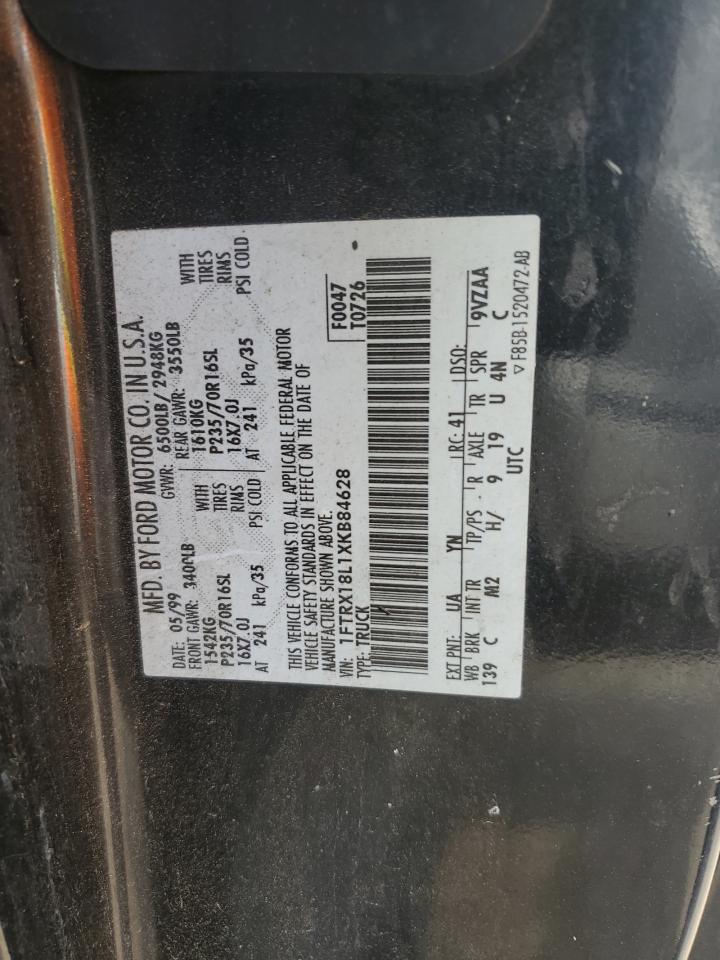 MFD. BY FORD MOTOR CO. IN U.S.A.
DATE: 05/99 GVWR: 6500LB/ 2948KG
FRONT GAWR: 3400LB REAR GAWR: 3550LB
1542KG WITH 1610KG WITH
P235/70R16SL TIRES P235/70R16SL TIRES
16X7.0J RIMS 16X7.0J RIMS
AT 241 kPa/35 PSI COLD AT 241 kPa/35 PSI COLD
THIS VEHICLE CONFORMS TO ALL APPLICABLE FEDERAL MOTOR
VEHICLE SAFETY STANDARDS IN EFFECT ON THE DATE OF
MANUFACTURE SHOWN ABOVE.
VIN: 1FTRX18L1XKB84628 F0047
TYPE: TRUCK T0726
EXT PNT: UA YN RC: 41 DSO:
WB BRK INT TR TP/PS R AXLE TR SPR 9VZAA
139 C M2 H/ 9 19 U 4N C
UTC
▽ F85B-1520472-AB